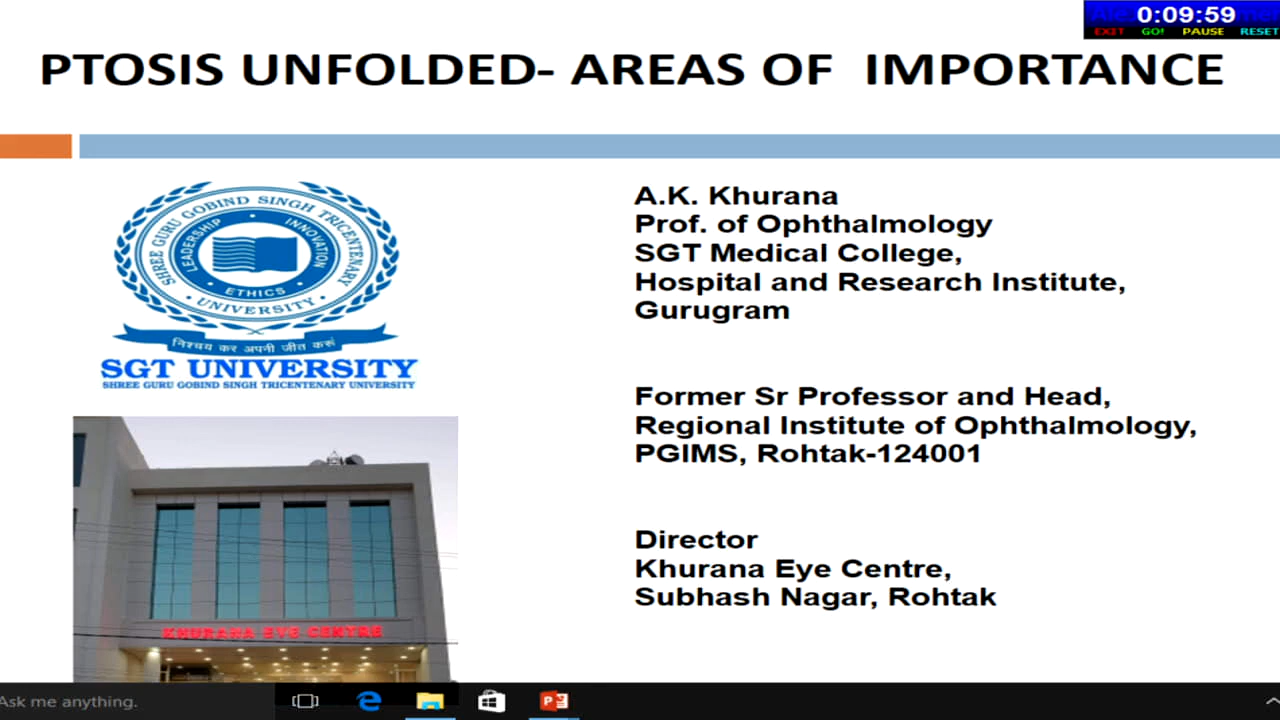 0:09:59
EXIT GO! PAUSE RESET
PTOSIS UNFOLDED- AREAS OF IMPORTANCE
SHREE GURU GOBIND SINGH TRICENTENARY
LEADERSHIP INNOVATION
ETHICS
UNIVERSITY
निश्चय कर अपनी जीत करूं
SGT UNIVERSITY
SHREE GURU GOBIND SINGH TRICENTENARY UNIVERSITY
KHURANA EYE CENTRE
A.K. Khurana
Prof. of Ophthalmology
SGT Medical College,
Hospital and Research Institute,
Gurugram
Former Sr Professor and Head,
Regional Institute of Ophthalmology,
PGIMS, Rohtak-124001
Director
Khurana Eye Centre,
Subhash Nagar, Rohtak
Ask me anything.